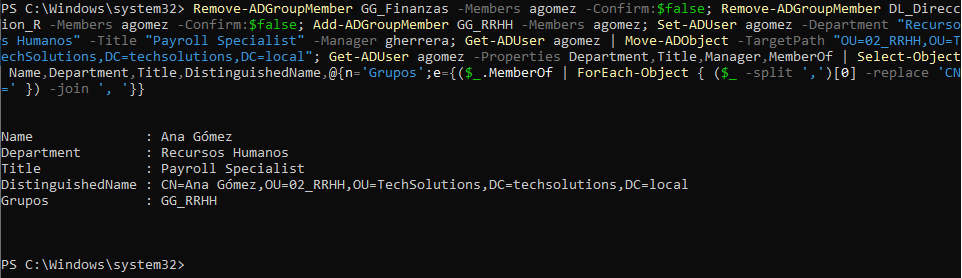 PS C:\Windows\system32> Remove-ADGroupMember GG_Finanzas -Members agomez -Confirm:$false; Remove-ADGroupMember DL_Direcc
ion_R -Members agomez -Confirm:$false; Add-ADGroupMember GG_RRHH -Members agomez; Set-ADUser agomez -Department "Recurso
s Humanos" -Title "Payroll Specialist" -Manager gherrera; Get-ADUser agomez | Move-ADObject -TargetPath "OU=02_RRHH,OU=T
echSolutions,DC=techsolutions,DC=local"; Get-ADUser agomez -Properties Department,Title,Manager,MemberOf | Select-Object
 Name,Department,Title,DistinguishedName,@{n='Grupos';e={($_.MemberOf | ForEach-Object { ($_ -split ',')[0] -replace 'CN
=' }) -join ', '}}
Name              : Ana Gómez
Department        : Recursos Humanos
Title             : Payroll Specialist
DistinguishedName : CN=Ana Gómez,OU=02_RRHH,OU=TechSolutions,DC=techsolutions,DC=local
Grupos            : GG_RRHH
PS C:\Windows\system32>